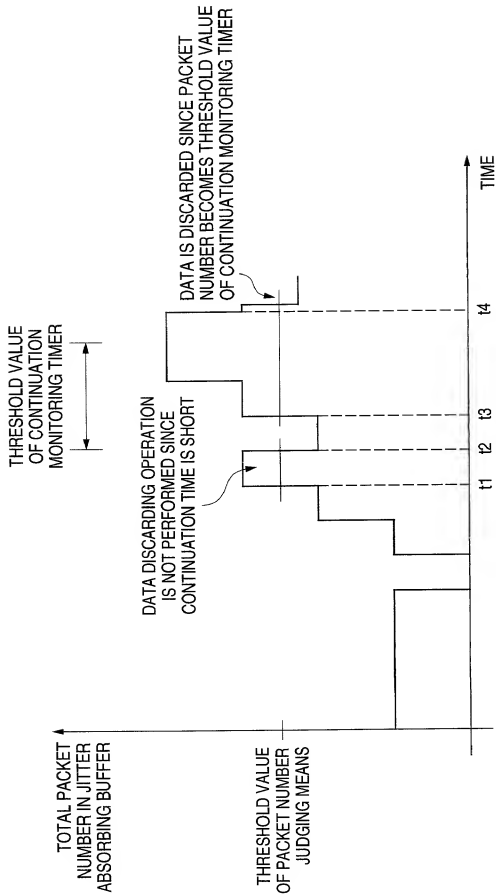 TOTAL PACKET
NUMBER IN JITTER
ABSORBING BUFFER
THRESHOLD VALUE
OF PACKET NUMBER
JUDGING MEANS
THRESHOLD VALUE
OF CONTINUATION
MONITORING TIMER
DATA DISCARDING OPERATION
IS NOT PERFORMED SINCE
CONTINUATION TIME IS SHORT
DATA IS DISCARDED SINCE PACKET
NUMBER BECOMES THRESHOLD VALUE
OF CONTINUATION MONITORING TIMER
t1
t2
t3
t4
TIME